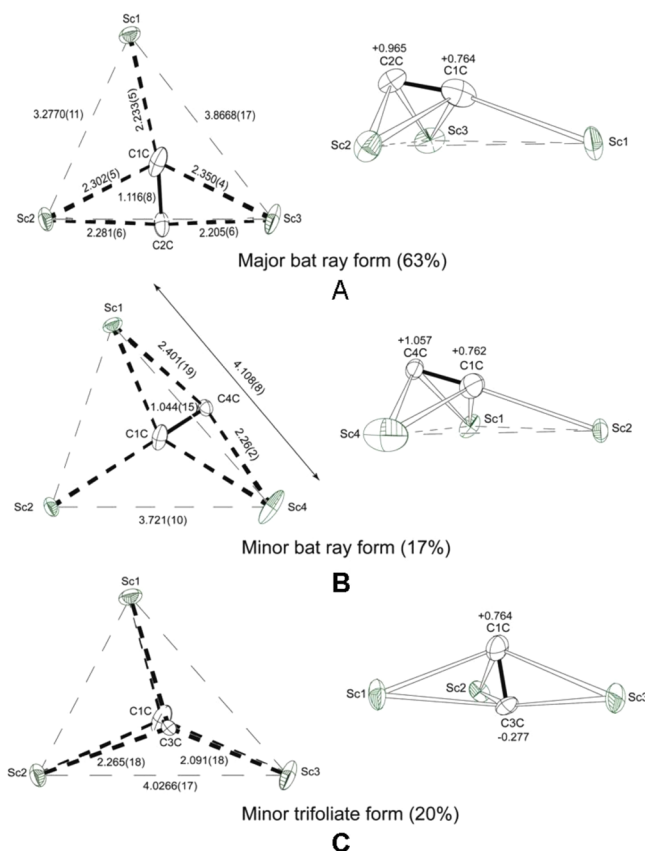 Sc1
3.2770(11)
2.233(5)
3.8668(17)
C1C
2.302(5)
2.350(4)
1.116(8)
Sc2
Sc3
2.281(6)
2.205(6)
C2C
+0.965
C2C
+0.764
C1C
Sc2
Sc3
Sc1
Major bat ray form (63%)
A
Sc1
2.401(19)
4.108(8)
1.044(15)
C4C
C1C
2.26(2)
Sc2
Sc4
3.721(10)
+1.057
C4C
+0.762
C1C
Sc4
Sc1
Sc2
Minor bat ray form (17%)
B
Sc1
C1C
C3C
2.265(18)
2.091(18)
Sc2
Sc3
4.0266(17)
+0.764
C1C
Sc1
Sc2
Sc3
C3C
-0.277
Minor trifoliate form (20%)
C